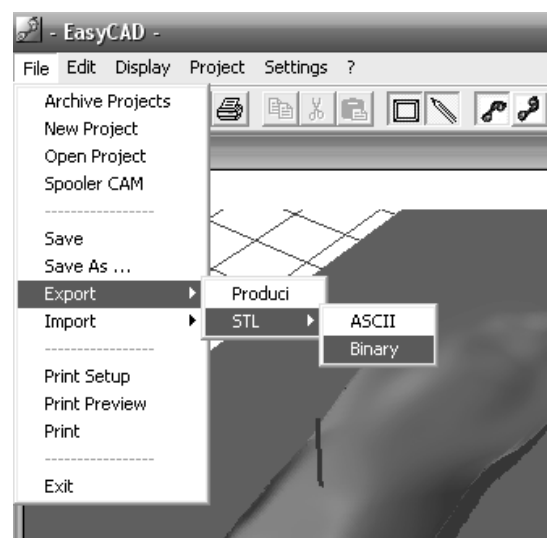 - EasyCAD -
File Edit Display Project Settings ?
Archive Projects
New Project
Open Project
Spooler CAM
Save
Save As ...
Export
Produci
Import
STL
ASCII
Binary
Print Setup
Print Preview
Print
Exit